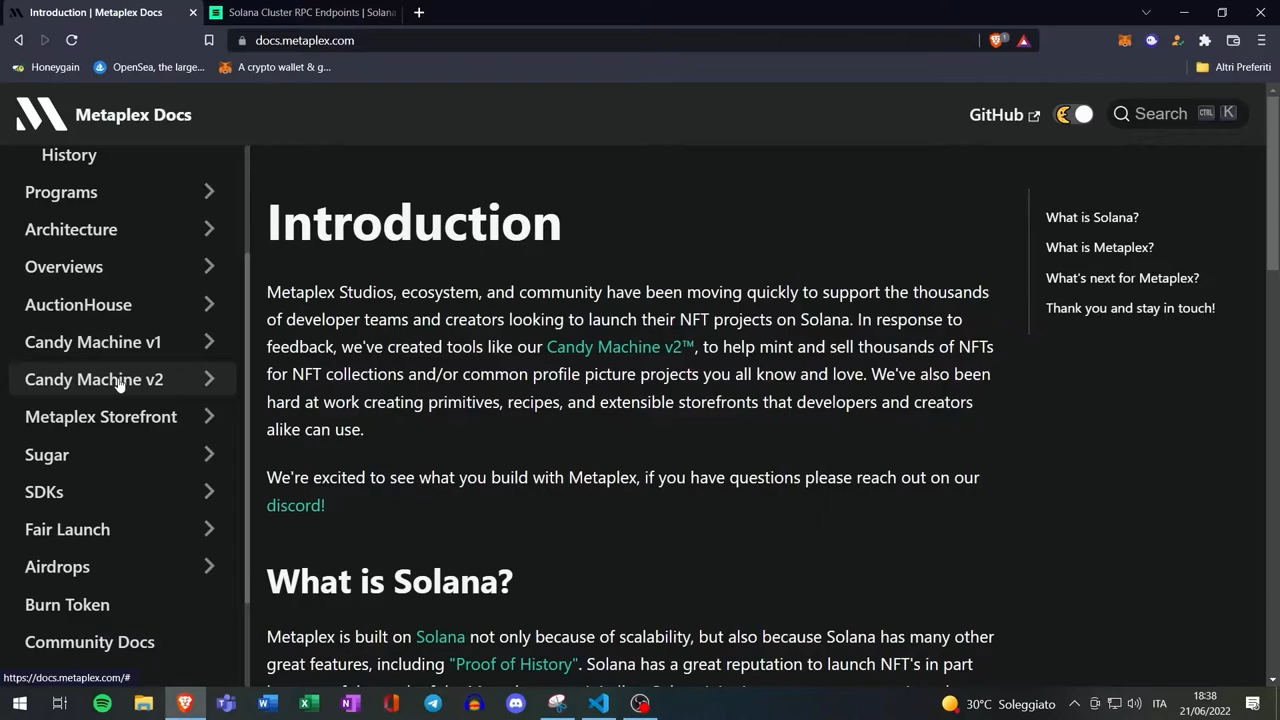 Introduction | Metaplex Docs
Solana Cluster RPC Endpoints | Solana
docs.metaplex.com
1
Honeygain
OpenSea, the large...
A crypto wallet & g...
Altri Preferiti
Metaplex Docs
GitHub
Search
CTRL
K
History
Programs
Architecture
Overviews
AuctionHouse
Candy Machine v1
Candy Machine v2
Metaplex Storefront
Sugar
SDKs
Fair Launch
Airdrops
Burn Token
Community Docs
https://docs.metaplex.com/#
Introduction
Metaplex Studios, ecosystem, and community have been moving quickly to support the thousands
of developer teams and creators looking to launch their NFT projects on Solana. In response to
feedback, we've created tools like our Candy Machine v2™, to help mint and sell thousands of NFTs
for NFT collections and/or common profile picture projects you all know and love. We've also been
hard at work creating primitives, recipes, and extensible storefronts that developers and creators
alike can use.
We're excited to see what you build with Metaplex, if you have questions please reach out on our
discord!
What is Solana?
Metaplex is built on Solana not only because of scalability, but also because Solana has many other
great features, including "Proof of History". Solana has a great reputation to launch NFT's in part
What is Solana?
What is Metaplex?
What's next for Metaplex?
Thank you and stay in touch!
30°C Soleggiato
ITA
18:38
21/06/2022